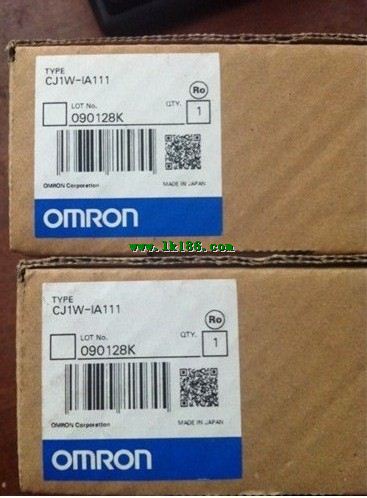 TYPE
CJ1W-IA111
Ro
LOT No.
QTY.
090128K
1
OMRON Corporation
MADE IN JAPAN
OMRON
www.lk186.com
TYPE
CJ1W-IA111
Ro
LOT No.
QTY.
090128K
1
OMRON Corporation
MADE IN JAPAN
OMRON